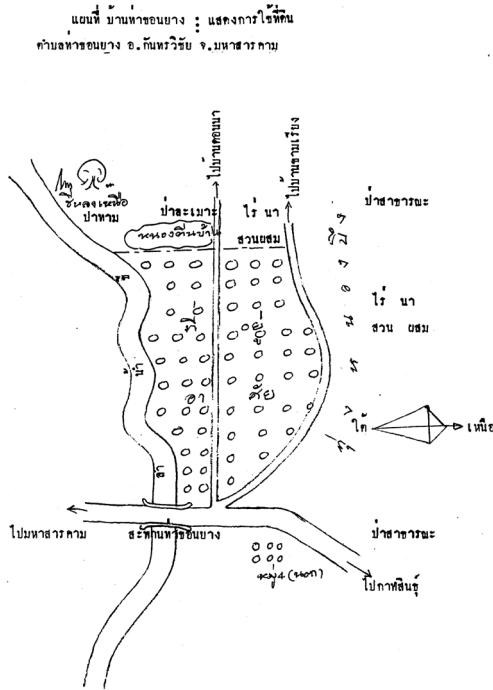 แผนที่ บ้านท่าขอนยาง : แสดงการใช้ที่ดิน
ตำบลท่าขอนยาง อ.กันทรวิชัย จ.มหาสารคาม
ไปบ้านดอนนา
ไปบ้านขามเรียง
ป่าทาม
ป่าละเมาะ
หนองตีนบ้าน
ไร่ นา
สวนผสม
ป่าสาธารณะ
ไร่ นา
สวน ผสม
อาศัย
ใต้
เหนือ
ไปมหาสารคาม
สะพานท่าขอนยาง
ป่าสาธารณะ
หมู่4 (นอก)
ไปกาฬสินธุ์